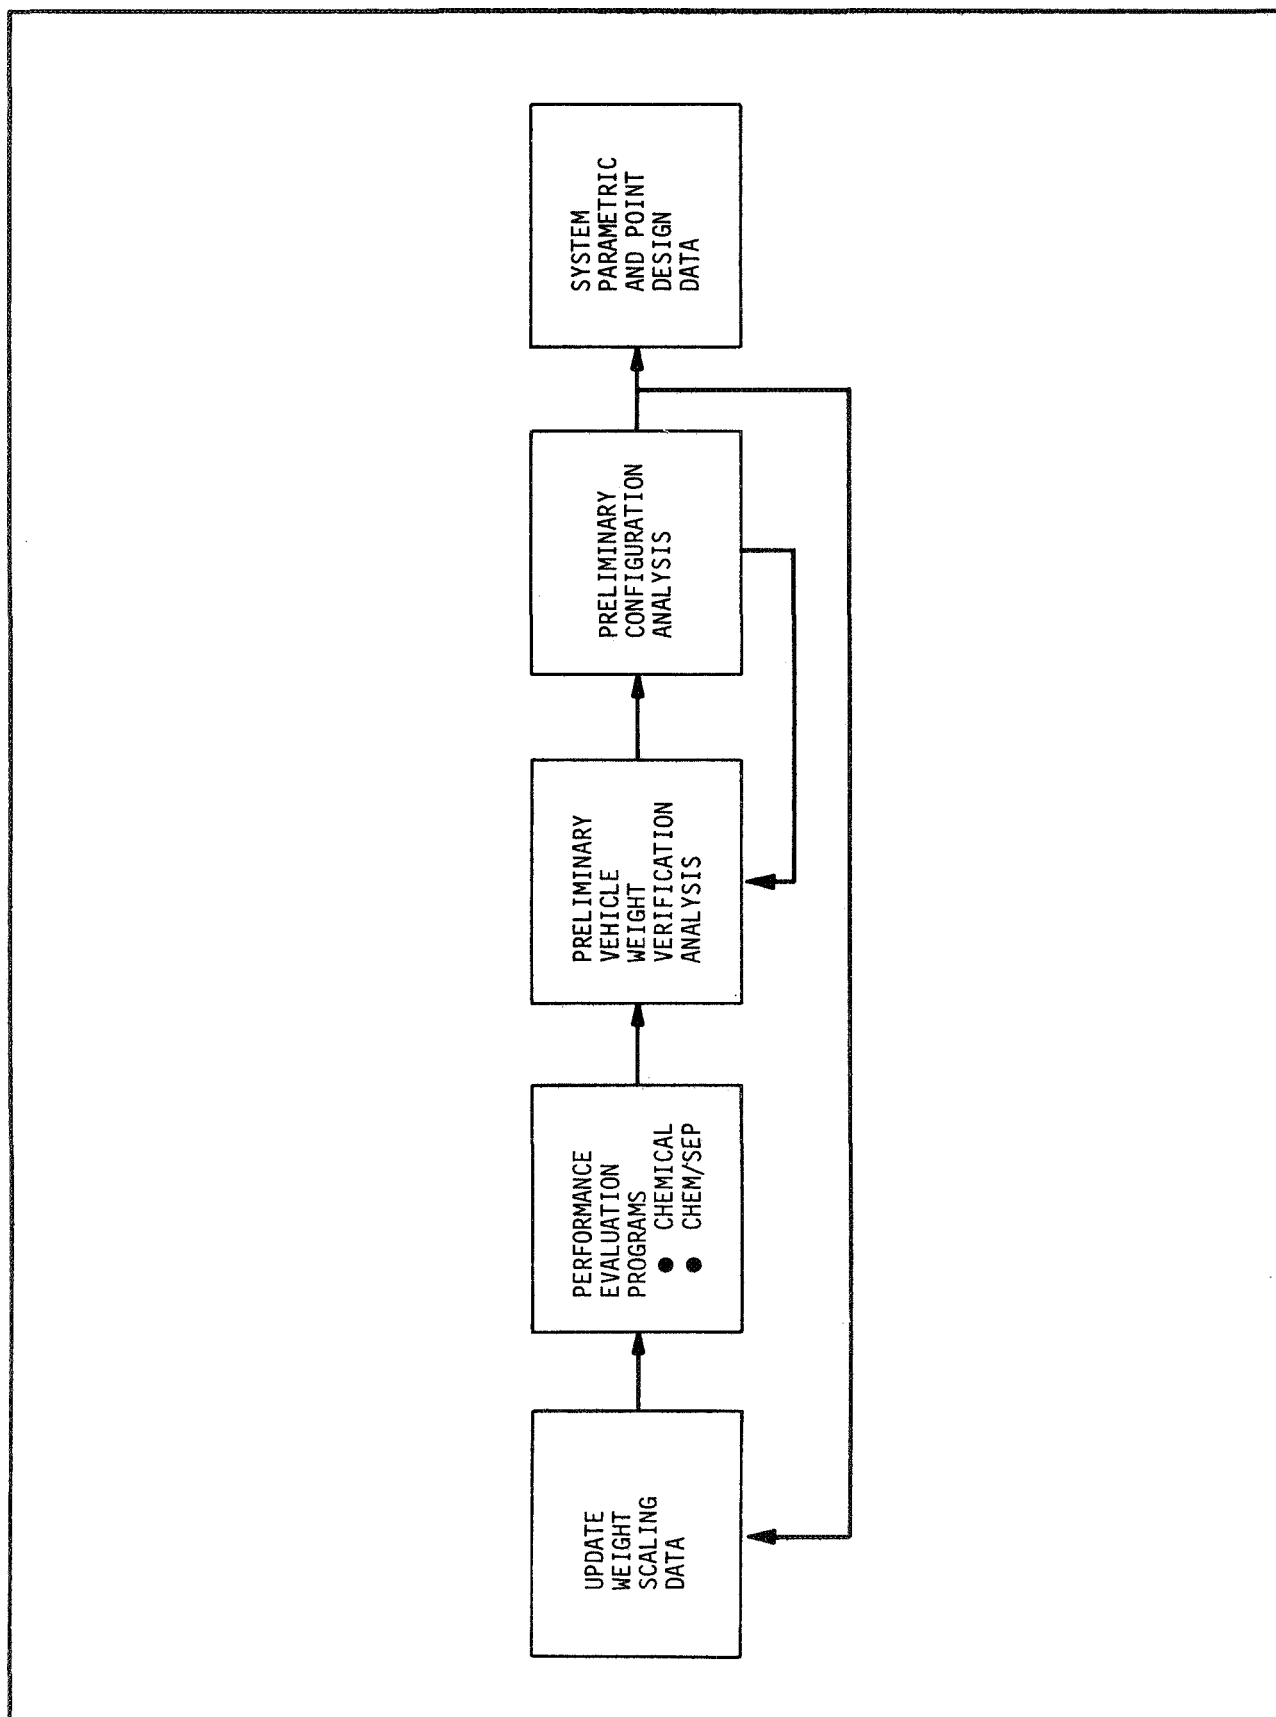 UPDATE
WEIGHT
SCALING
DATA
PERFORMANCE
EVALUATION
PROGRAMS
● CHEMICAL
● CHEM/SEP
PRELIMINARY
VEHICLE
WEIGHT
VERIFICATION
ANALYSIS
PRELIMINARY
CONFIGURATION
ANALYSIS
SYSTEM
PARAMETRIC
AND POINT
DESIGN
DATA